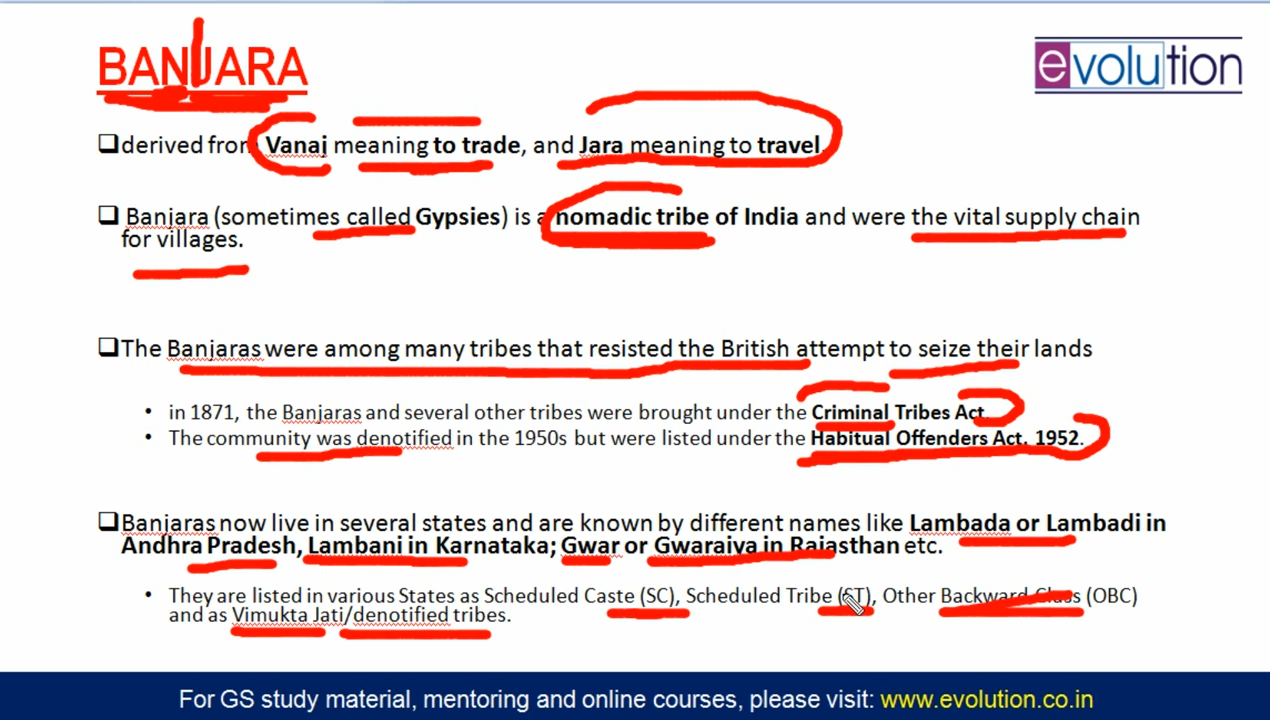 BANJARA
evolution
derived from Vanaj meaning to trade, and Jara meaning to travel.
Banjara (sometimes called Gypsies) is a nomadic tribe of India and were the vital supply chain
for villages.
The Banjaras were among many tribes that resisted the British attempt to seize their lands
• in 1871, the Banjaras and several other tribes were brought under the Criminal Tribes Act.
• The community was denotified in the 1950s but were listed under the Habitual Offenders Act, 1952.
Banjaras now live in several states and are known by different names like Lambada or Lambadi in
Andhra Pradesh, Lambani in Karnataka; Gwar or Gwaraiya in Rajasthan etc.
• They are listed in various States as Scheduled Caste (SC), Scheduled Tribe (ST), Other Backward Class (OBC)
and as Vimukta Jati/denotified tribes.
For GS study material, mentoring and online courses, please visit: www.evolution.co.in